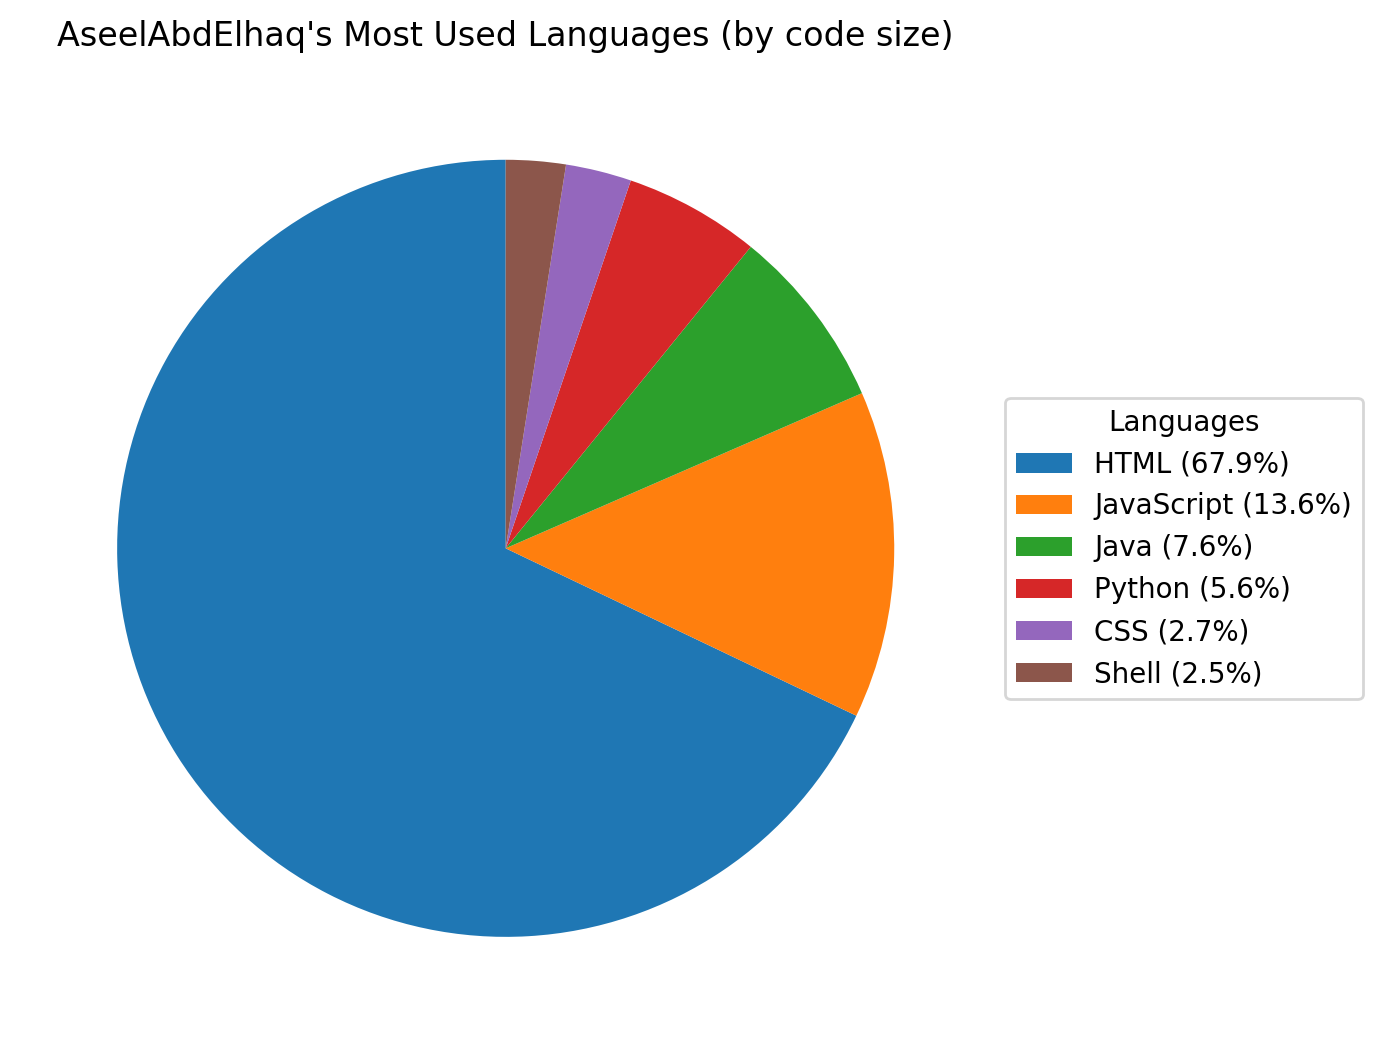 AseelAbdElhaq's Most Used Languages (by code size)
Languages
HTML (67.9%)
JavaScript (13.6%)
Java (7.6%)
Python (5.6%)
CSS (2.7%)
Shell (2.5%)